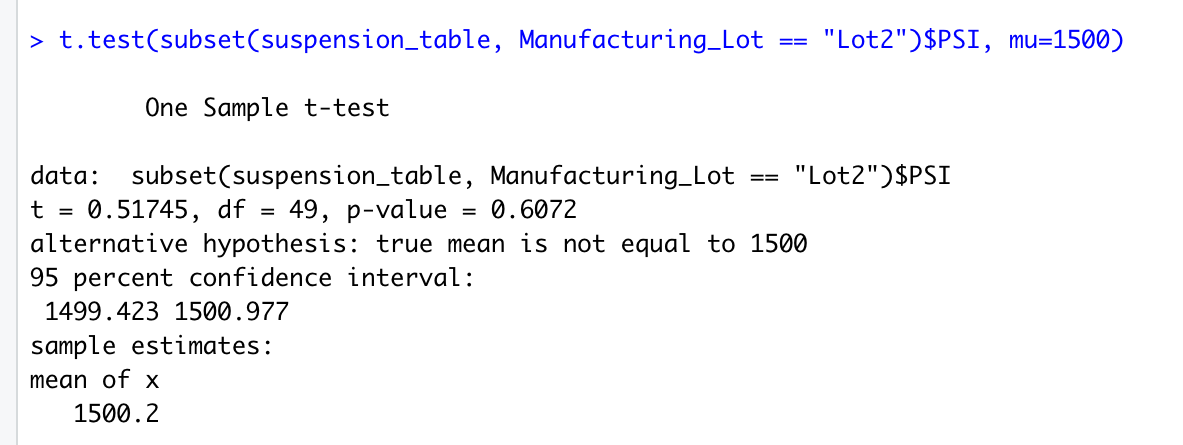 > t.test(subset(suspension_table, Manufacturing_Lot == "Lot2")$PSI, mu=1500)
One Sample t-test
data:  subset(suspension_table, Manufacturing_Lot == "Lot2")$PSI
t = 0.51745, df = 49, p-value = 0.6072
alternative hypothesis: true mean is not equal to 1500
95 percent confidence interval:
1499.423 1500.977
sample estimates:
mean of x
1500.2